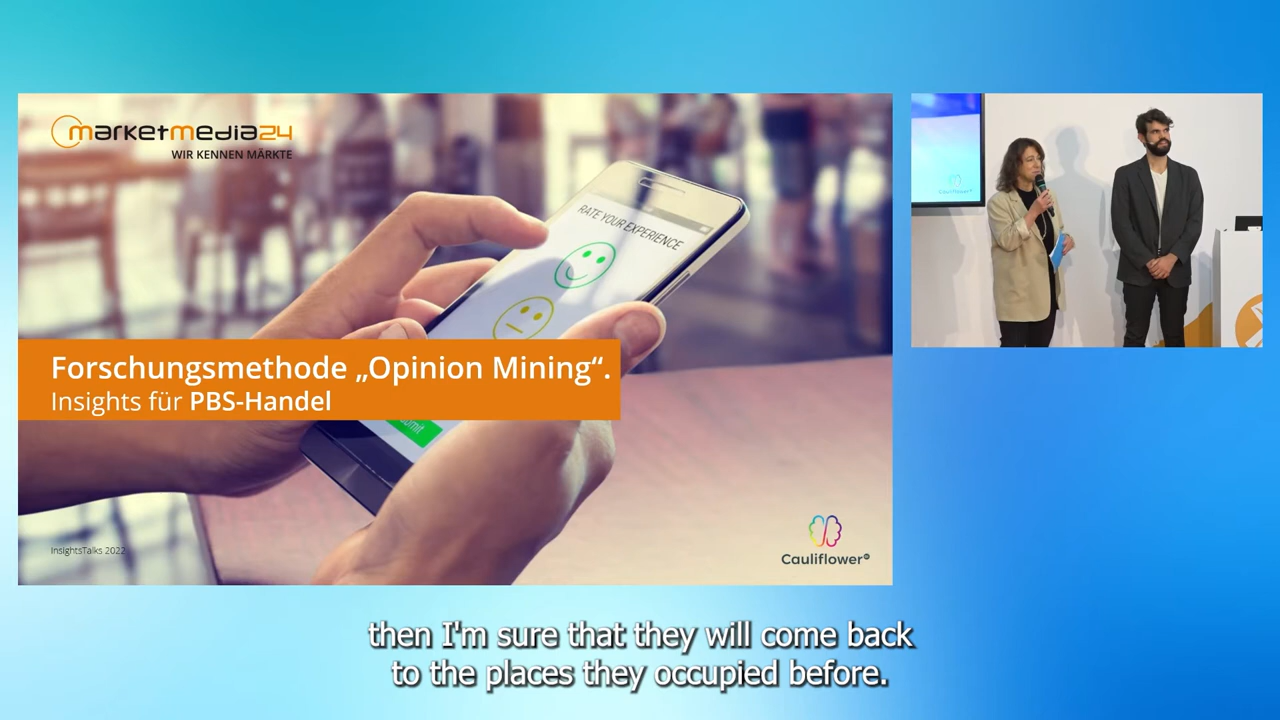 marketmedia24
WIR KENNEN MÄRKTE
RATE YOUR EXPERIENCE
Forschungsmethode „Opinion Mining“.
Insights für PBS-Handel
InsightsTalks 2022
Cauliflower®
Cauliflower®
then I'm sure that they will come back
to the places they occupied before.